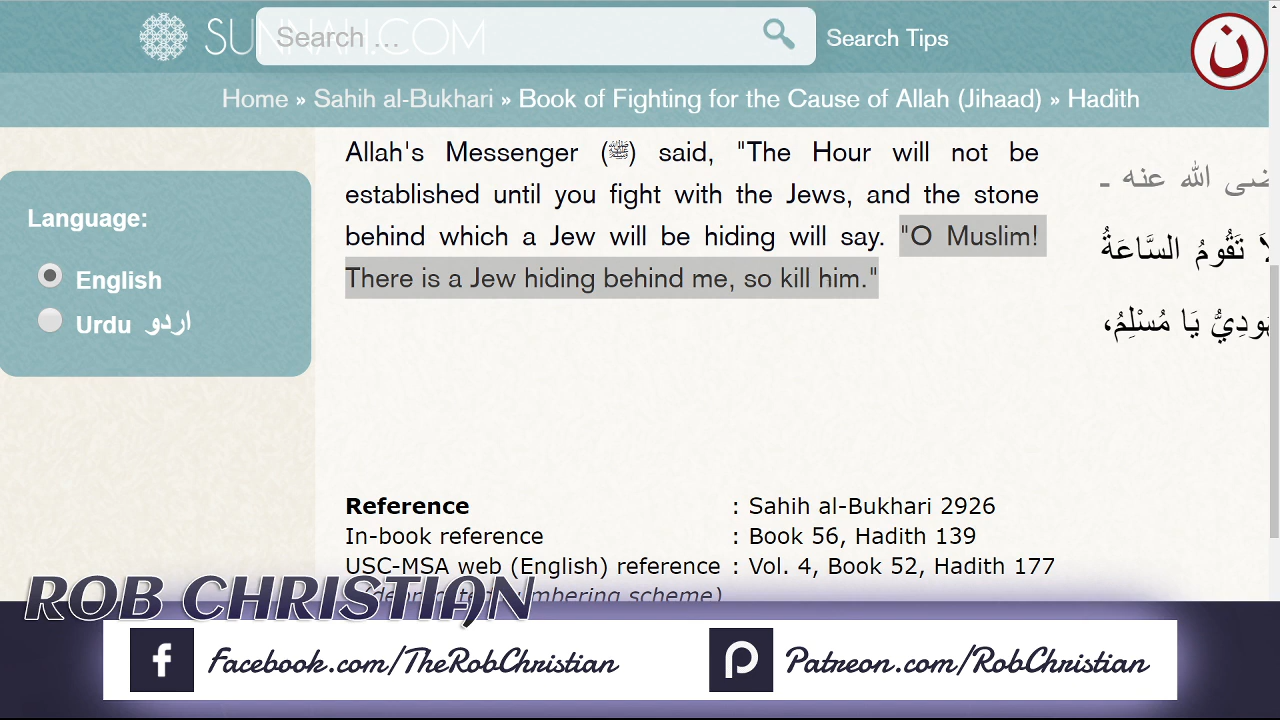 SUNNAH.COM
Search ...
Search Tips
ن
Home » Sahih al-Bukhari » Book of Fighting for the Cause of Allah (Jihaad) » Hadith
Language:
English
Urdu اردو
Allah's Messenger (ﷺ) said, "The Hour will not be
established until you fight with the Jews, and the stone
behind which a Jew will be hiding will say. "O Muslim!
There is a Jew hiding behind me, so kill him."
الله عنه ـ
تَقُومُ السَّاعَةُ
يَا مُسْلِمُ،
Reference : Sahih al-Bukhari 2926
In-book reference : Book 56, Hadith 139
USC-MSA web (English) reference : Vol. 4, Book 52, Hadith 177
(deprecated numbering scheme)
ROB CHRISTIAN
Facebook.com/TheRobChristian
Patreon.com/RobChristian